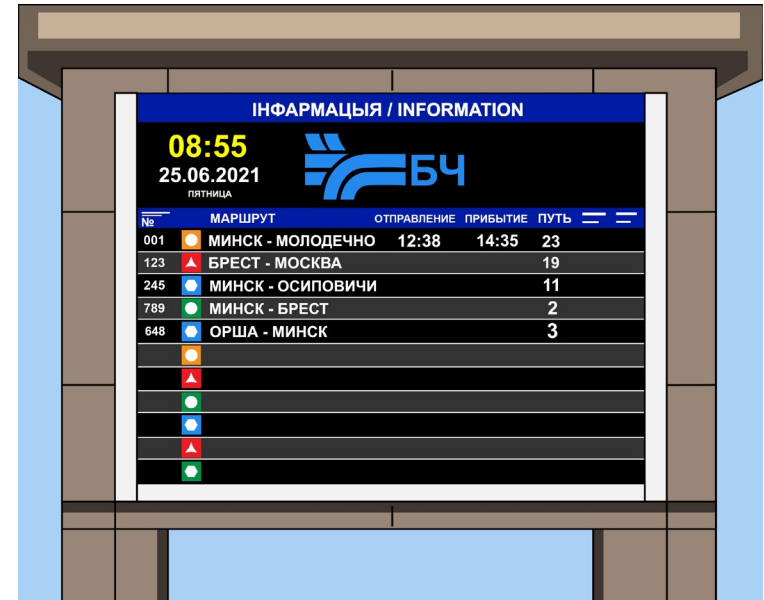 ІНФАРМАЦЫЯ / INFORMATION
08:55
25.06.2021
ПЯТНИЦА
БЧ
№ МАРШРУТ ОТПРАВЛЕНИЕ ПРИБЫТИЕ ПУТЬ
001 МИНСК - МОЛОДЕЧНО 12:38 14:35 23
123 БРЕСТ - МОСКВА 19
245 МИНСК - ОСИПОВИЧИ 11
789 МИНСК - БРЕСТ 2
648 ОРША - МИНСК 3